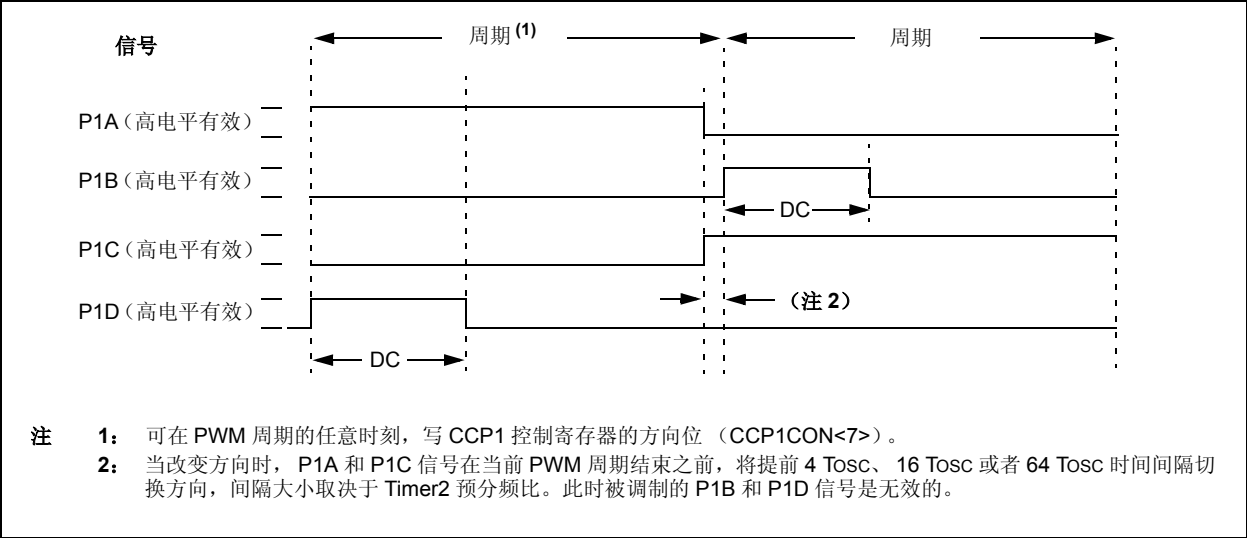 信号
周期 (1)
周期
P1A（高电平有效）
P1B（高电平有效）
DC
P1C（高电平有效）
P1D（高电平有效）
（注 2）
DC
注 1： 可在 PWM 周期的任意时刻，写 CCP1 控制寄存器的方向位 （CCP1CON<7>）。
2： 当改变方向时， P1A 和 P1C 信号在当前 PWM 周期结束之前，将提前 4 TOSC、 16 TOSC 或者 64 TOSC 时间间隔切
换方向，间隔大小取决于 Timer2 预分频比。此时被调制的 P1B 和 P1D 信号是无效的。